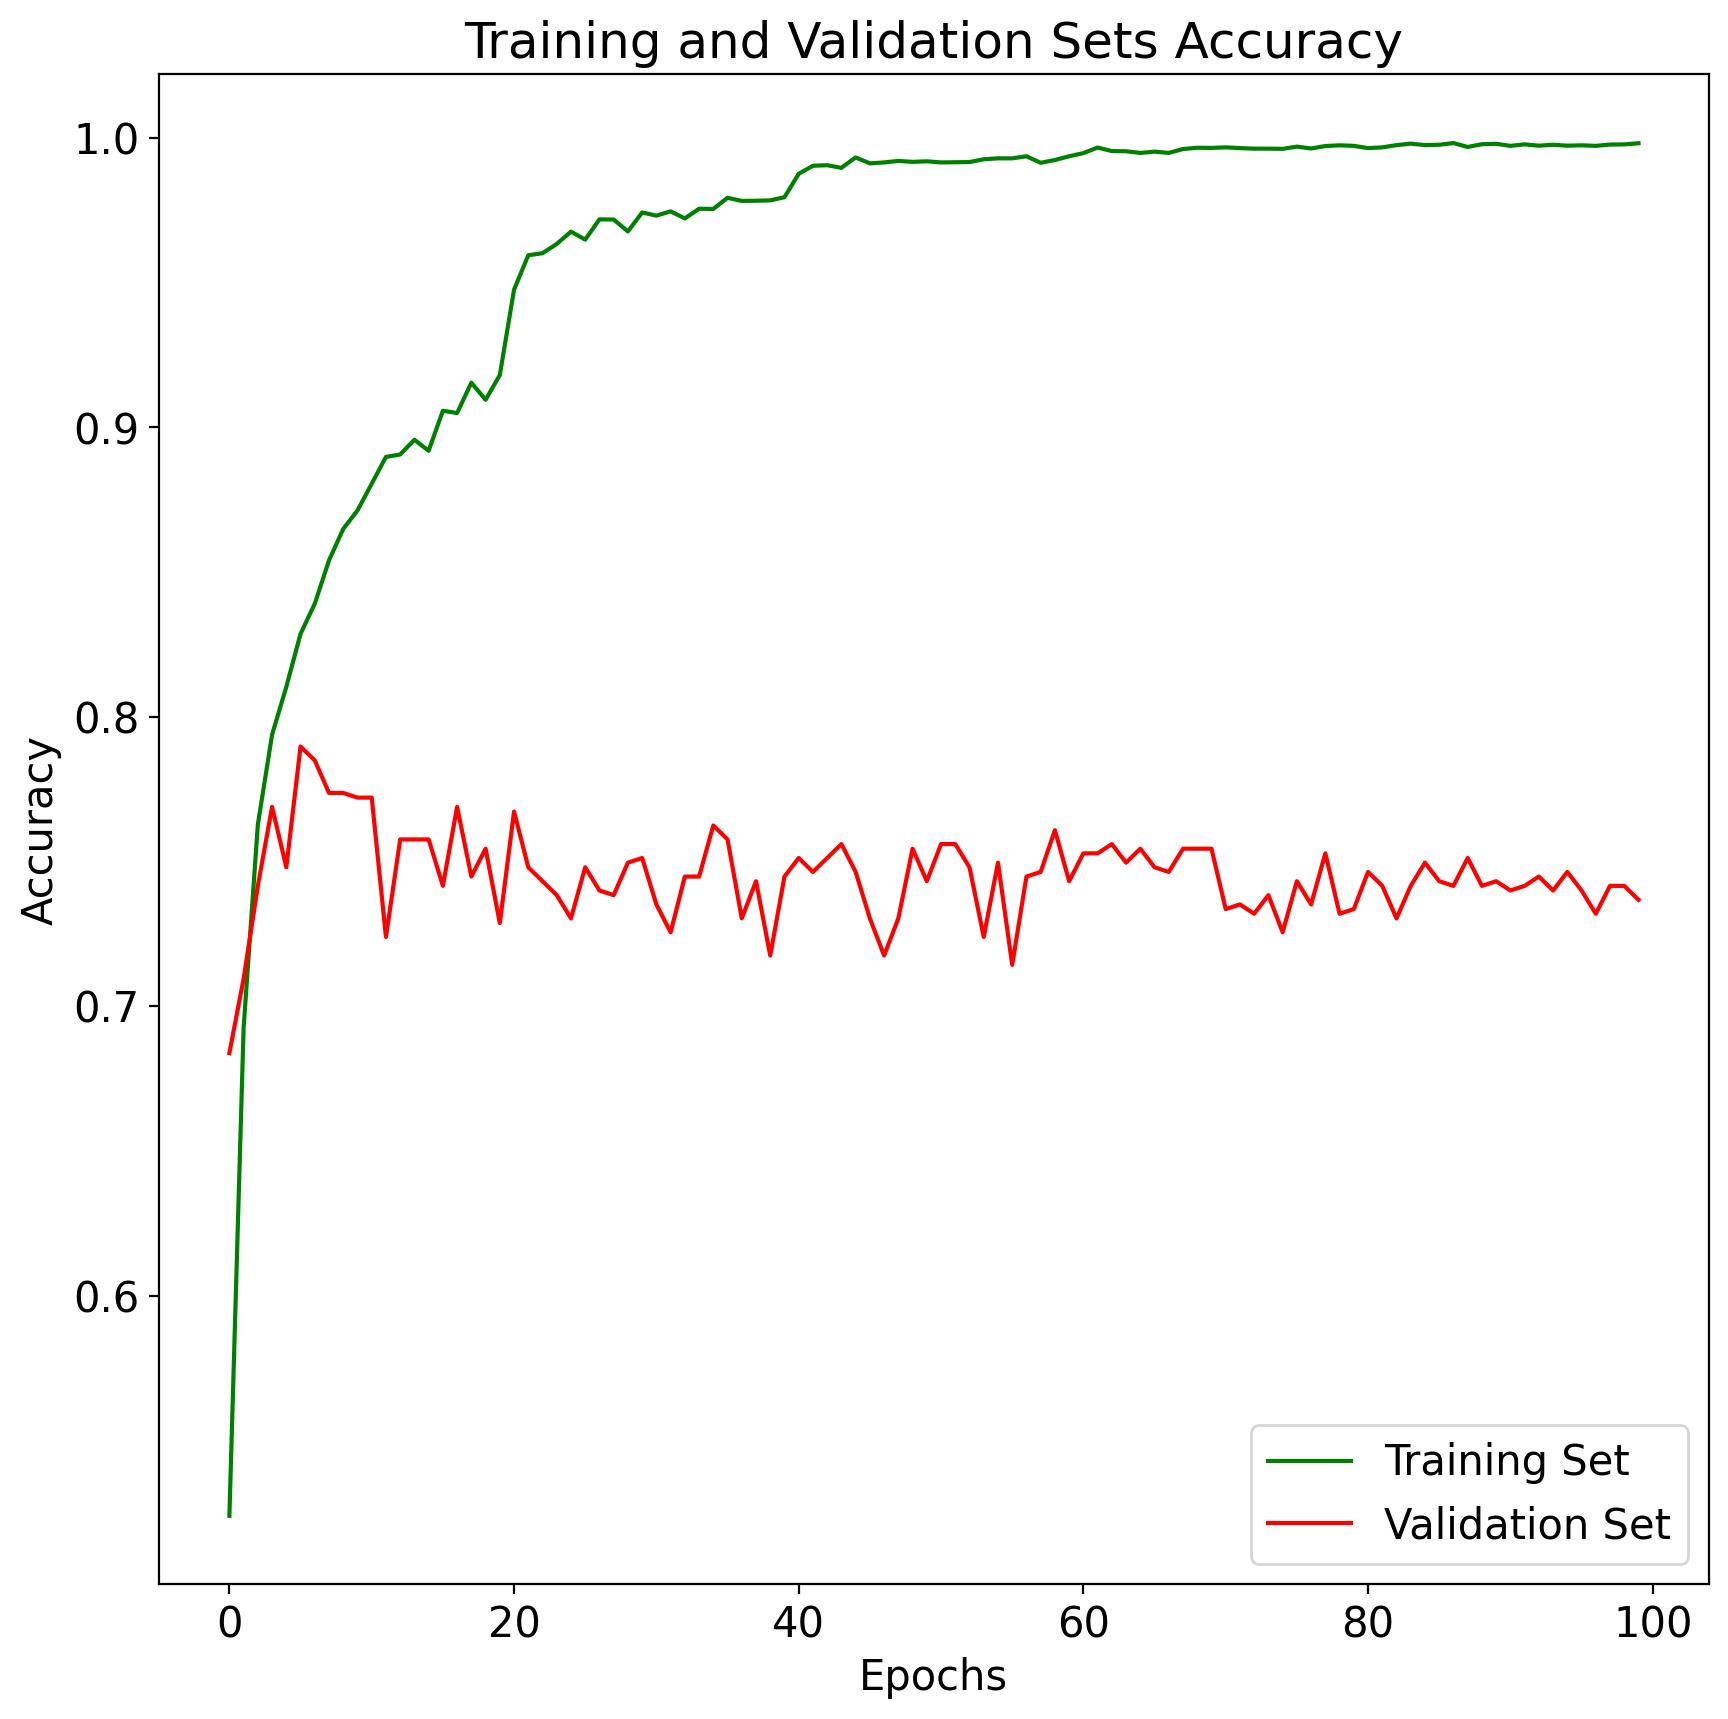 Training and Validation Sets Accuracy
1.0
0.9
0.8
0.7
0.6
Accuracy
Training Set
Validation Set
0 20 40 60 80 100
Epochs